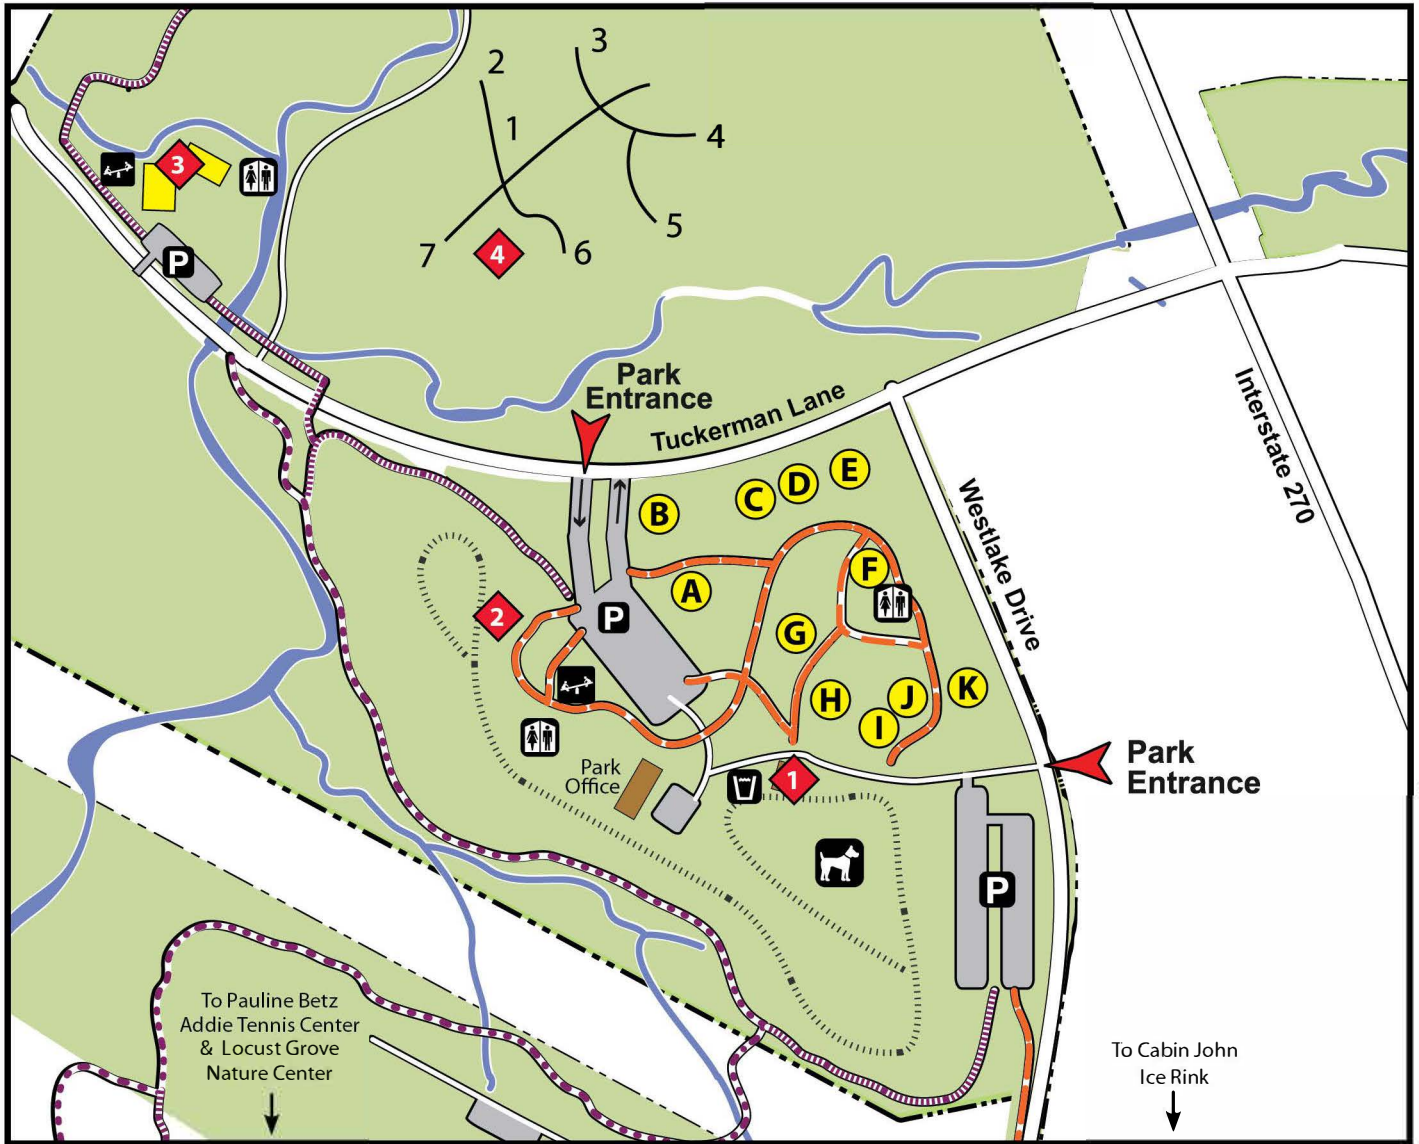 3
2
1
4
3
5
7
4
6
P
Park
Entrance
Tuckerman Lane
Interstate 270
Westlake Drive
E
D
C
B
F
A
2
P
G
K
J
H
I
Park
Entrance
Park
Office
1
P
To Pauline Betz
Addie Tennis Center
& Locust Grove
Nature Center
To Cabin John
Ice Rink